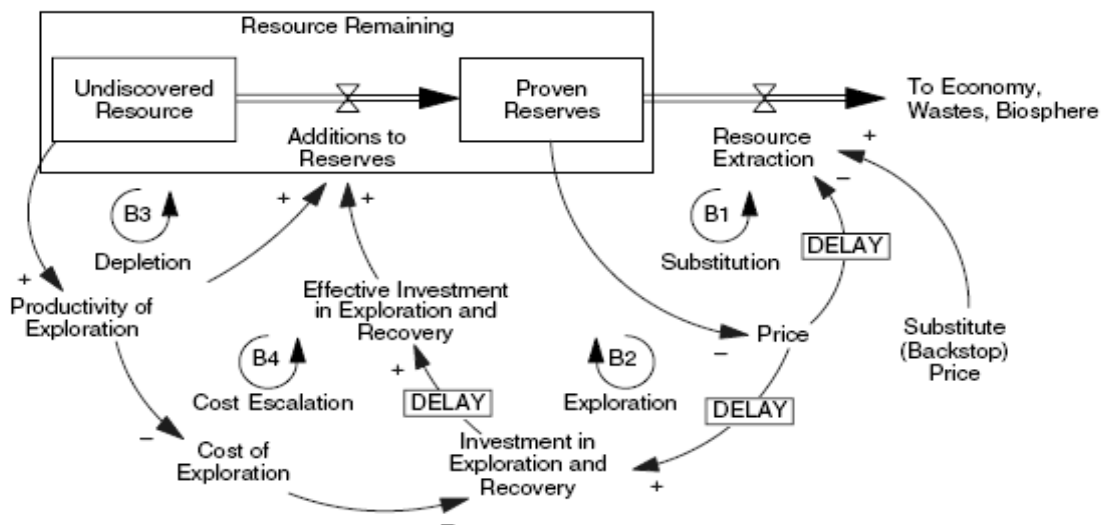 Resource Remaining
Undiscovered
Resource
Proven
Reserves
To Economy,
Wastes, Biosphere
Additions to
Reserves
Resource
Extraction
+
–
+
+
B3
Depletion
B1
Substitution
DELAY
+
Productivity of
Exploration
Effective Investment
in Exploration and
Recovery
Price
–
Substitute
(Backstop)
Price
B4
Cost Escalation
+
DELAY
B2
Exploration
DELAY
–
Cost of
Exploration
Investment in
Exploration and
Recovery
+
–